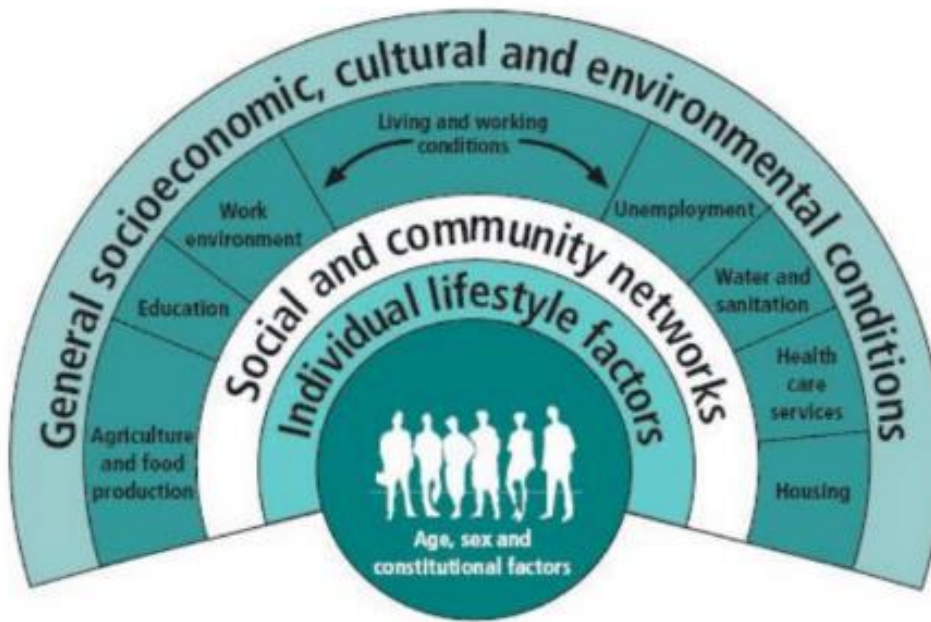 General socioeconomic, cultural and environmental conditions
Living and working
conditions
Work
environment
Unemployment
Education
Water and
sanitation
Agriculture
and food
production
Health
care
services
Housing
Social and community networks
Individual lifestyle factors
Age, sex and
constitutional factors